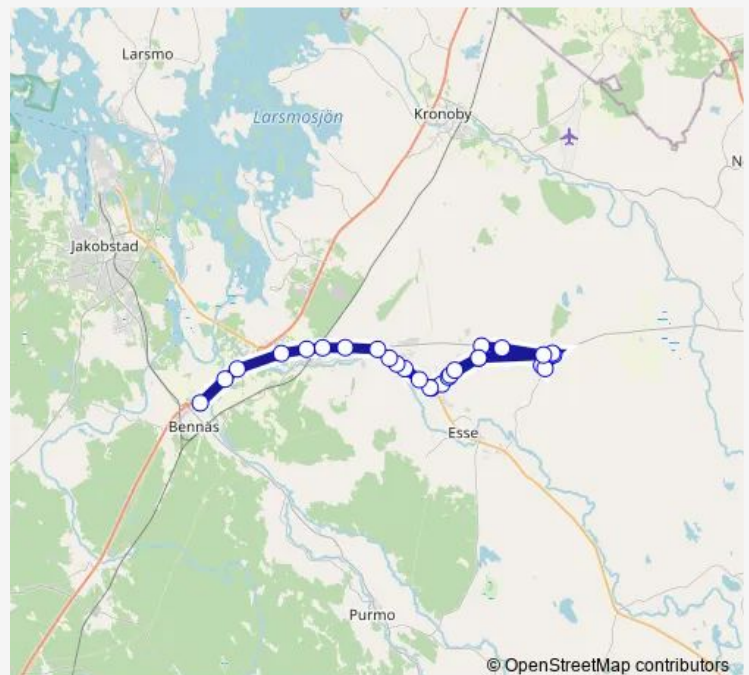 Larsmo
Larsmosjön
Kronoby
N
Jakobstad
Bennäs
Esse
Purmo
© OpenStreetMap contributors